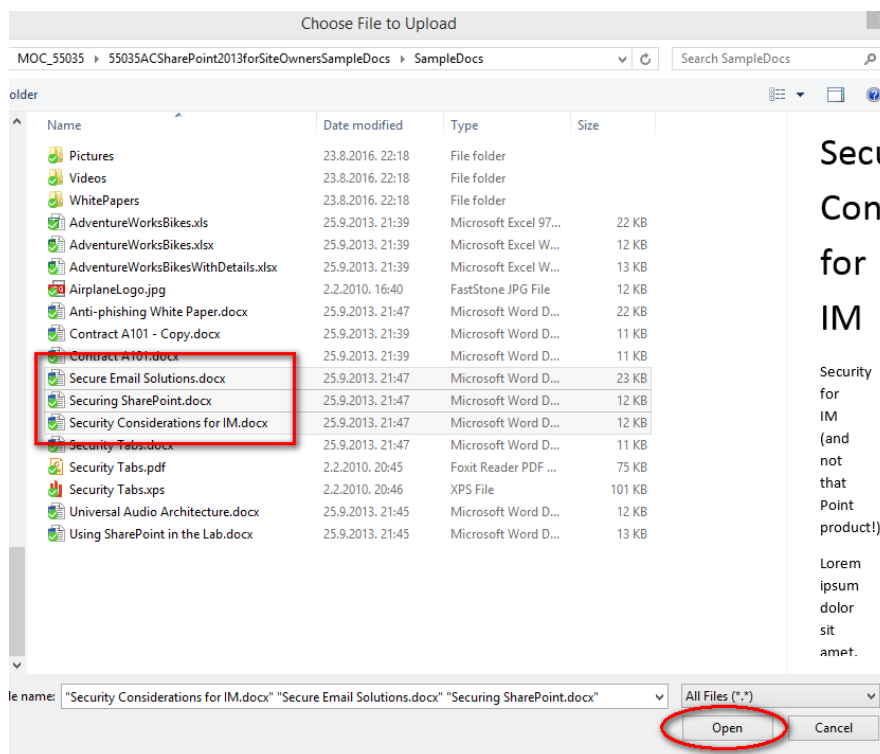 Choose File to Upload
MOC_55035 ▸ 55035ACSharePoint2013forSiteOwnersSampleDocs ▸ SampleDocs
Search SampleDocs
older
Name Date modified Type Size
Pictures 23.8.2016. 22:18 File folder
Videos 23.8.2016. 22:18 File folder
WhitePapers 23.8.2016. 22:18 File folder
AdventureWorksBikes.xls 25.9.2013. 21:39 Microsoft Excel 97... 22 KB
AdventureWorksBikes.xlsx 25.9.2013. 21:39 Microsoft Excel W... 12 KB
AdventureWorksBikesWithDetails.xlsx 25.9.2013. 21:39 Microsoft Excel W... 13 KB
AirplaneLogo.jpg 2.2.2010. 16:40 FastStone JPG File 12 KB
Anti-phishing White Paper.docx 25.9.2013. 21:47 Microsoft Word D... 22 KB
Contract A101 - Copy.docx 25.9.2013. 21:39 Microsoft Word D... 11 KB
Contract A101.docx 25.9.2013. 21:39 Microsoft Word D... 11 KB
Secure Email Solutions.docx 25.9.2013. 21:47 Microsoft Word D... 23 KB
Securing SharePoint.docx 25.9.2013. 21:47 Microsoft Word D... 12 KB
Security Considerations for IM.docx 25.9.2013. 21:47 Microsoft Word D... 12 KB
Security Tabs.docx 25.9.2013. 21:47 Microsoft Word D... 11 KB
Security Tabs.pdf 2.2.2010. 20:45 Foxit Reader PDF ... 75 KB
Security Tabs.xps 2.2.2010. 20:46 XPS File 101 KB
Universal Audio Architecture.docx 25.9.2013. 21:45 Microsoft Word D... 12 KB
Using SharePoint in the Lab.docx 25.9.2013. 21:45 Microsoft Word D... 13 KB
Secu
Con
for
IM
Security
for
IM
(and
not
that
Point
product!)
Lorem
ipsum
dolor
sit
amet,
le name: "Security Considerations for IM.docx" "Secure Email Solutions.docx" "Securing SharePoint.docx" All Files (*.*)
Open Cancel